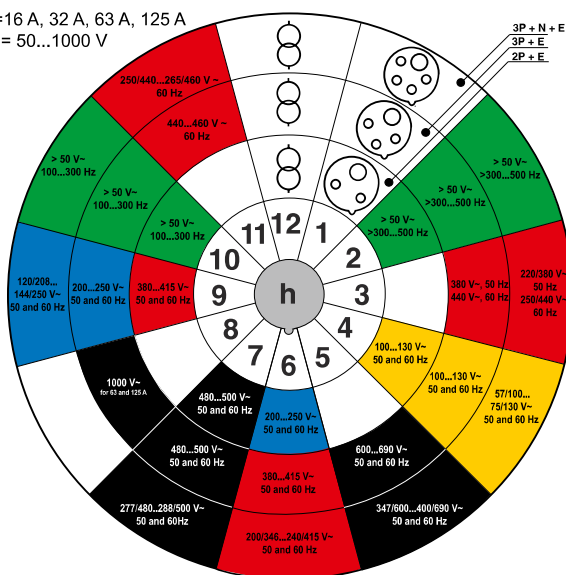 =16 A, 32 A, 63 A, 125 A
= 50...1000 V
3P + N + E
3P + E
2P + E
250/440...265/460 V ~
60 Hz
440...460 V ~
60 Hz
> 50 V~
100...300 Hz
> 50 V~
100...300 Hz
> 50 V~
100...300 Hz
> 50 V~
>300...500 Hz
> 50 V~
>300...500 Hz
> 50 V~
>300...500 Hz
120/208...
144/250 V~
50 and 60 Hz
200...250 V~
50 and 60 Hz
380...415 V~
50 and 60 Hz
380 V~, 50 Hz
440 V~, 60 Hz
220/380 V~
50 Hz
250/440 V~
60 Hz
12
1
2
3
4
5
6
7
8
9
10
11
h
100...130 V~
50 and 60 Hz
100...130 V~
50 and 60 Hz
57/100...
75/130 V~
50 and 60 Hz
1000 V~
for 63 and 125 A
480...500 V~
50 and 60 Hz
200...250 V~
50 and 60 Hz
480...500 V~
50 and 60 Hz
600...690 V~
50 and 60 Hz
380...415 V~
50 and 60 Hz
277/480...288/500 V~
50 and 60Hz
347/600...400/690 V~
50 and 60 Hz
200/346...240/415 V~
50 and 60 Hz